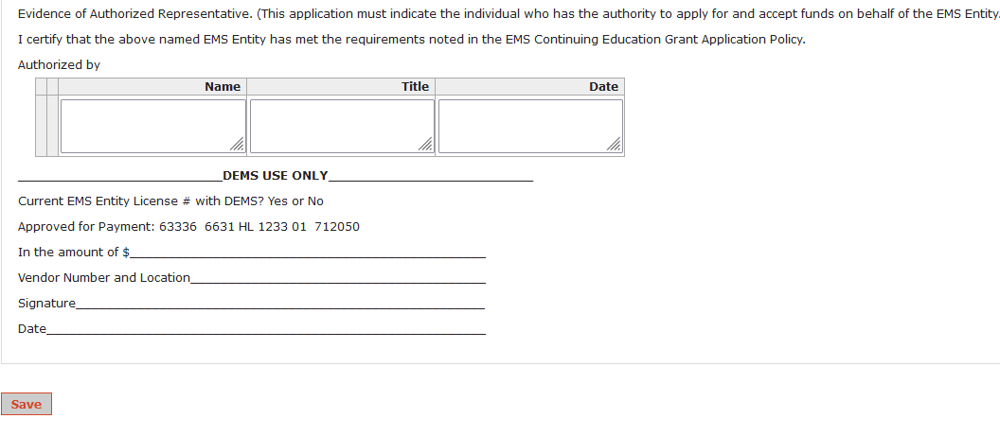 Evidence of Authorized Representative. (This application must indicate the individual who has the authority to apply for and accept funds on behalf of the EMS Entity.
I certify that the above named EMS Entity has met the requirements noted in the EMS Continuing Education Grant Application Policy.
Authorized by
Name Title Date
DEMS USE ONLY
Current EMS Entity License # with DEMS? Yes or No
Approved for Payment: 63336 6631 HL 1233 01 712050
In the amount of $
Vendor Number and Location
Signature
Date
Save